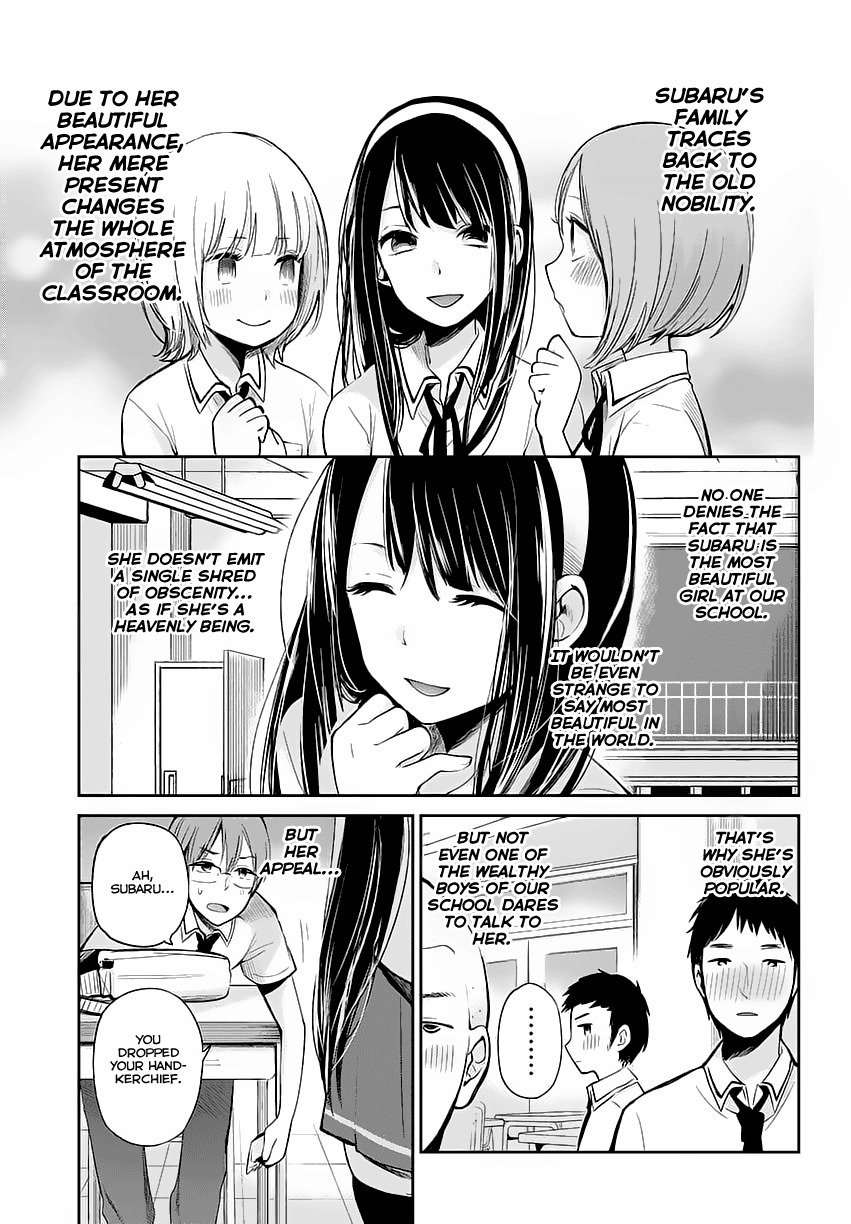 SUBARU'S
FAMILY
TRACES
BACK TO
THE OLD
NOBILITY.
DUE TO HER
BEAUTIFUL
APPEARANCE,
HER MERE
PRESENT
CHANGES
THE WHOLE
ATMOSPHERE
OF THE
CLASSROOM.
NO ONE
DENIES THE
FACT THAT
SUBARU IS
THE MOST
BEAUTIFUL
GIRL AT OUR
SCHOOL.
IT WOULDN'T
BE EVEN
STRANGE TO
SAY MOST
BEAUTIFUL IN
THE WORLD.
SHE DOESN'T EMIT
A SINGLE SHRED
OF OBSCENITY...
AS IF SHE'S A
HEAVENLY BEING.
THAT'S
WHY SHE'S
OBVIOUSLY
POPULAR.
BUT NOT
EVEN ONE OF
THE WEALTHY
BOYS OF OUR
SCHOOL DARES
TO TALK TO
HER.
.........
BUT
HER
APPEAL...
AH,
SUBARU...
YOU
DROPPED
YOUR HAND-
KERCHIEF.